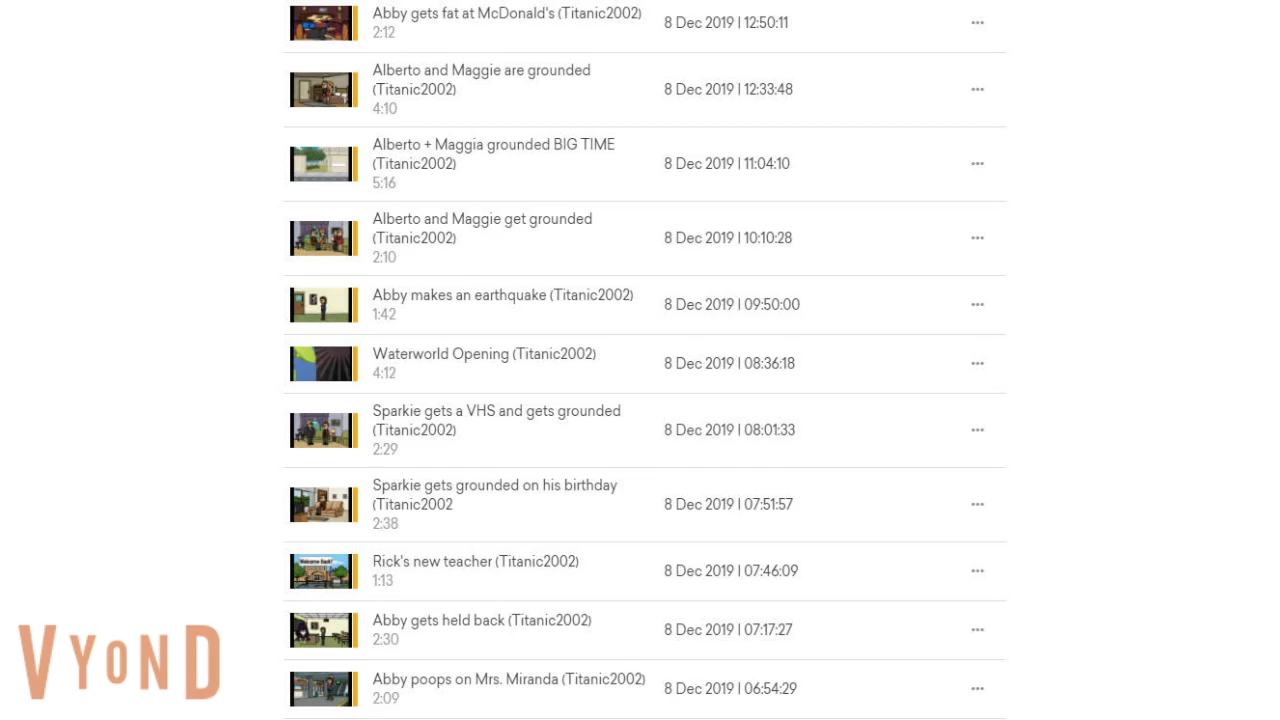 Abby gets fat at McDonald's (Titanic2002)
2:12
8 Dec 2019 | 12:50:11
Alberto and Maggie are grounded
(Titanic2002)
4:10
8 Dec 2019 | 12:33:48
Alberto + Maggia grounded BIG TIME
(Titanic2002)
5:16
8 Dec 2019 | 11:04:10
Alberto and Maggie get grounded
(Titanic2002)
2:10
8 Dec 2019 | 10:10:28
Abby makes an earthquake (Titanic2002)
1:42
8 Dec 2019 | 09:50:00
Waterworld Opening (Titanic2002)
4:12
8 Dec 2019 | 08:36:18
Sparkie gets a VHS and gets grounded
(Titanic2002)
2:29
8 Dec 2019 | 08:01:33
Sparkie gets grounded on his birthday
(Titanic2002
2:38
8 Dec 2019 | 07:51:57
Welcome Back!
Rick's new teacher (Titanic2002)
1:13
8 Dec 2019 | 07:46:09
Abby gets held back (Titanic2002)
2:30
8 Dec 2019 | 07:17:27
Abby poops on Mrs. Miranda (Titanic2002)
2:09
8 Dec 2019 | 06:54:29
VYOND